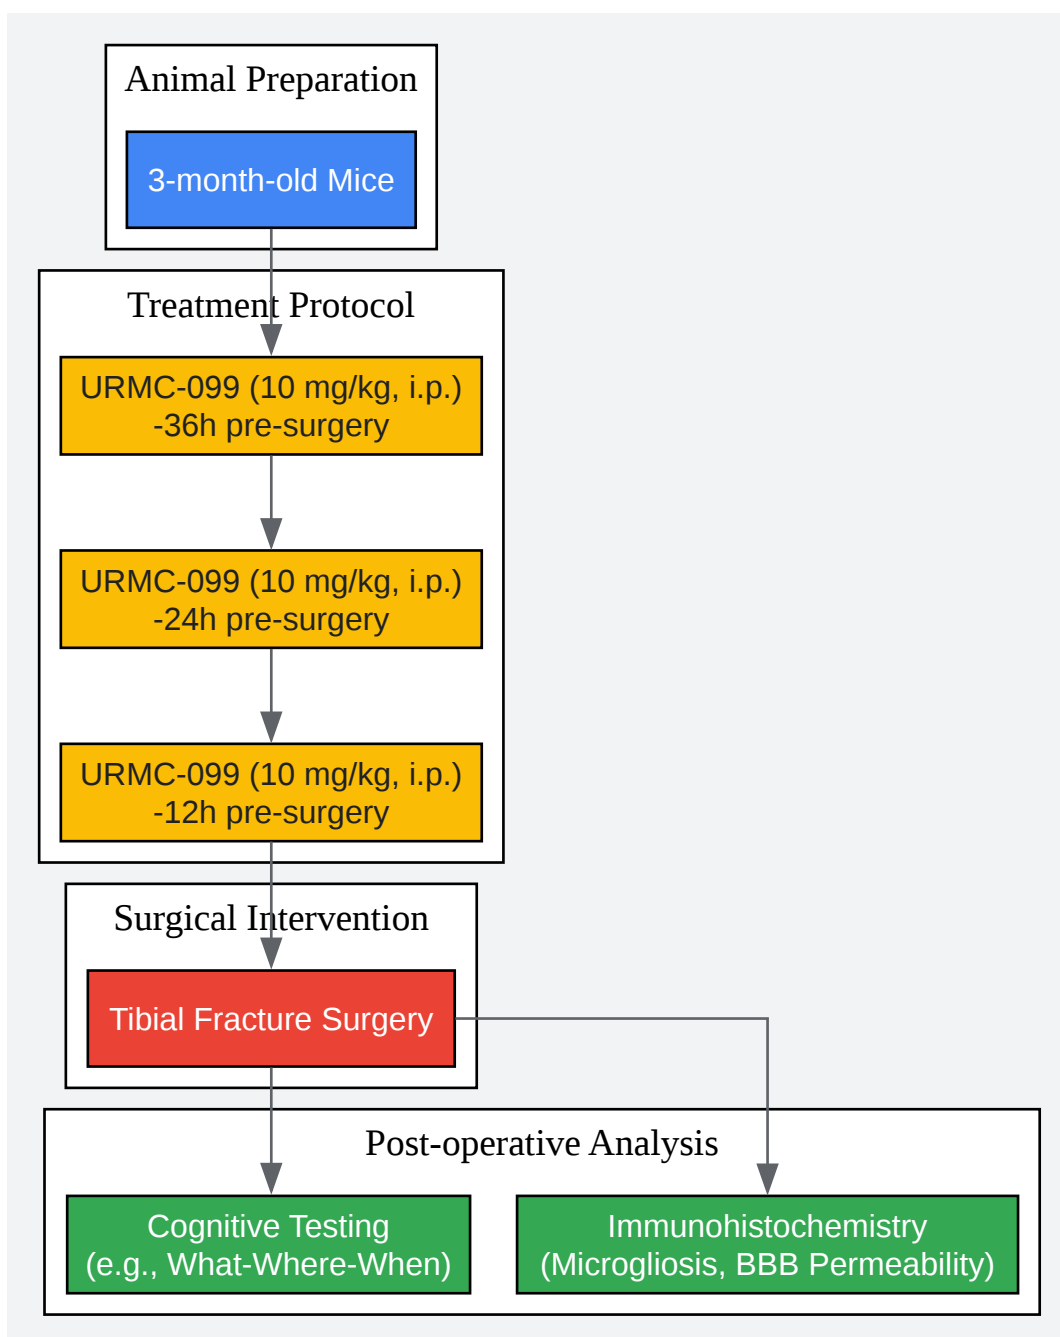 Animal Preparation
3-month-old Mice
Treatment Protocol
URMC-099 (10 mg/kg, i.p.)
-36h pre-surgery
URMC-099 (10 mg/kg, i.p.)
-24h pre-surgery
URMC-099 (10 mg/kg, i.p.)
-12h pre-surgery
Surgical Intervention
Tibial Fracture Surgery
Post-operative Analysis
Cognitive Testing
(e.g., What-Where-When)
Immunohistochemistry
(Microgliosis, BBB Permeability)